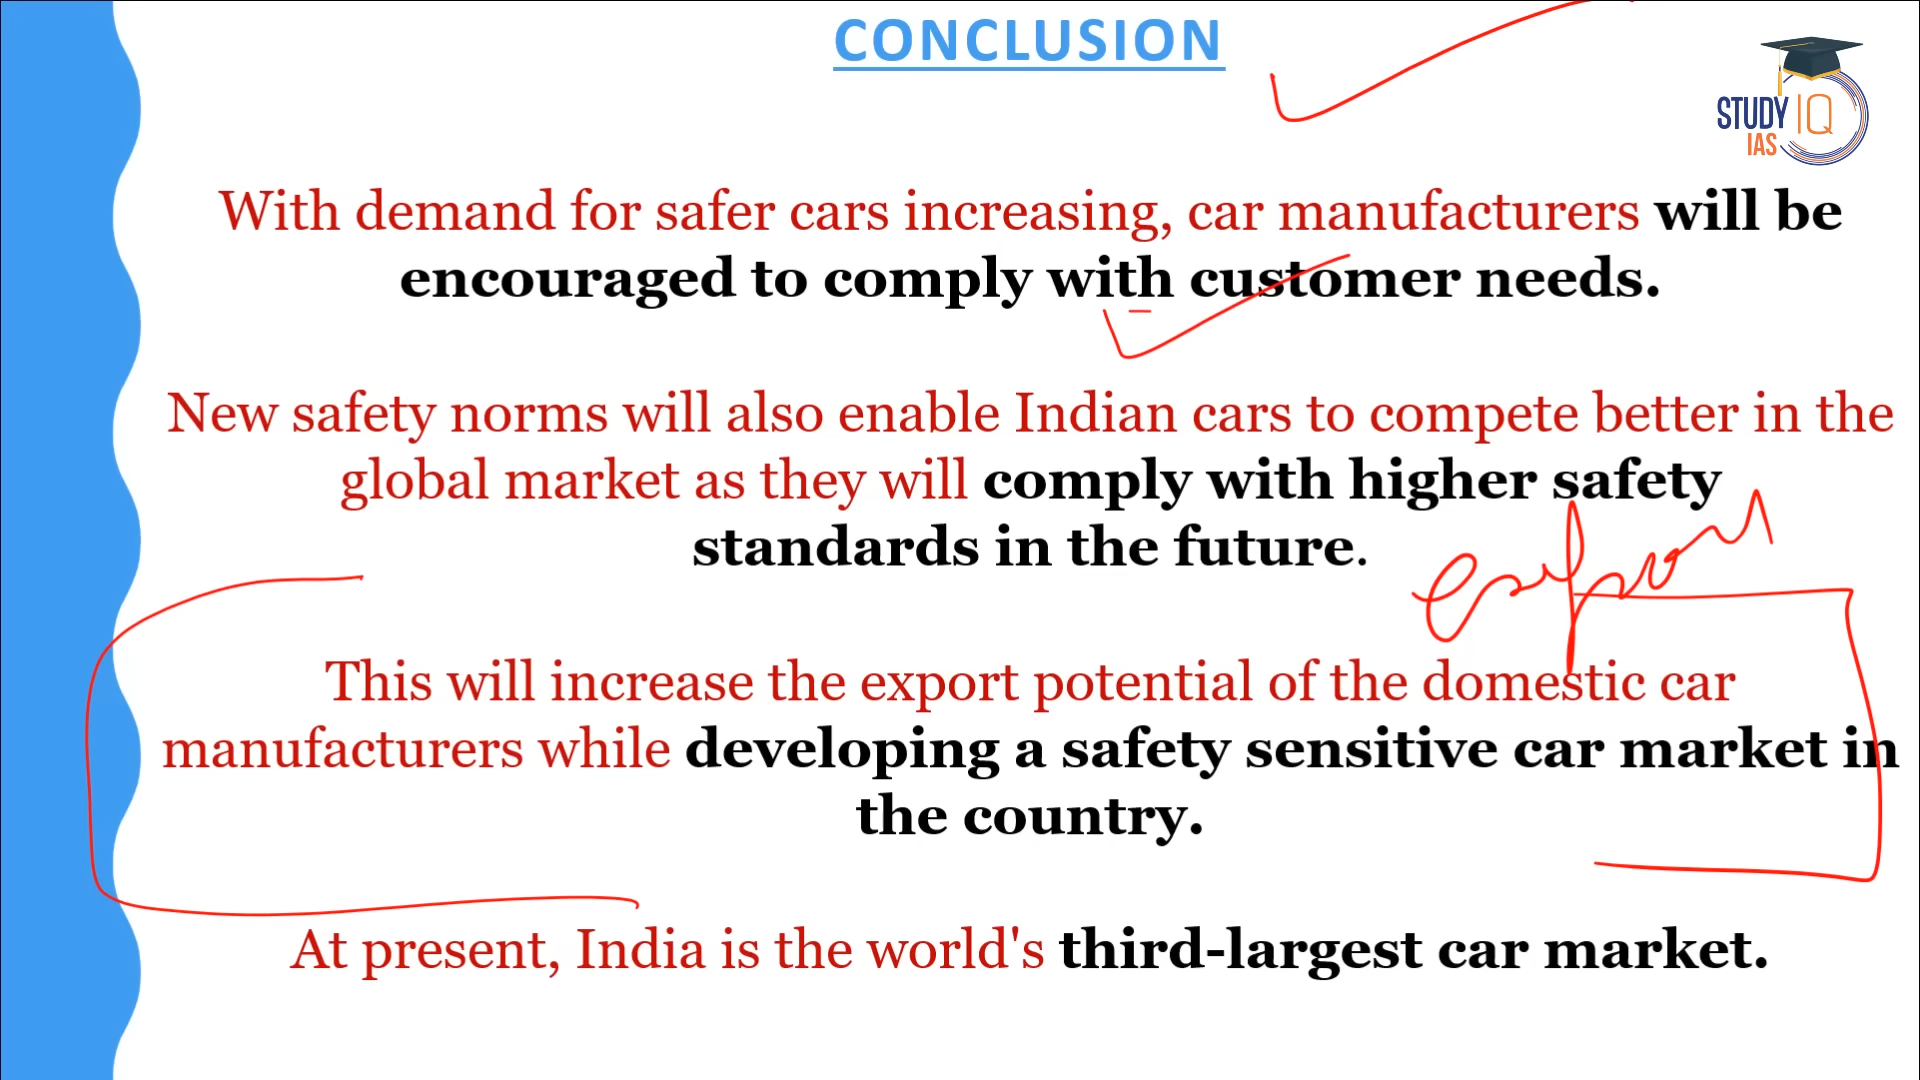 CONCLUSION
STUDY IQ
IAS
With demand for safer cars increasing, car manufacturers will be
encouraged to comply with customer needs.
New safety norms will also enable Indian cars to compete better in the
global market as they will comply with higher safety
standards in the future.
This will increase the export potential of the domestic car
manufacturers while developing a safety sensitive car market in
the country.
At present, India is the world's third-largest car market.